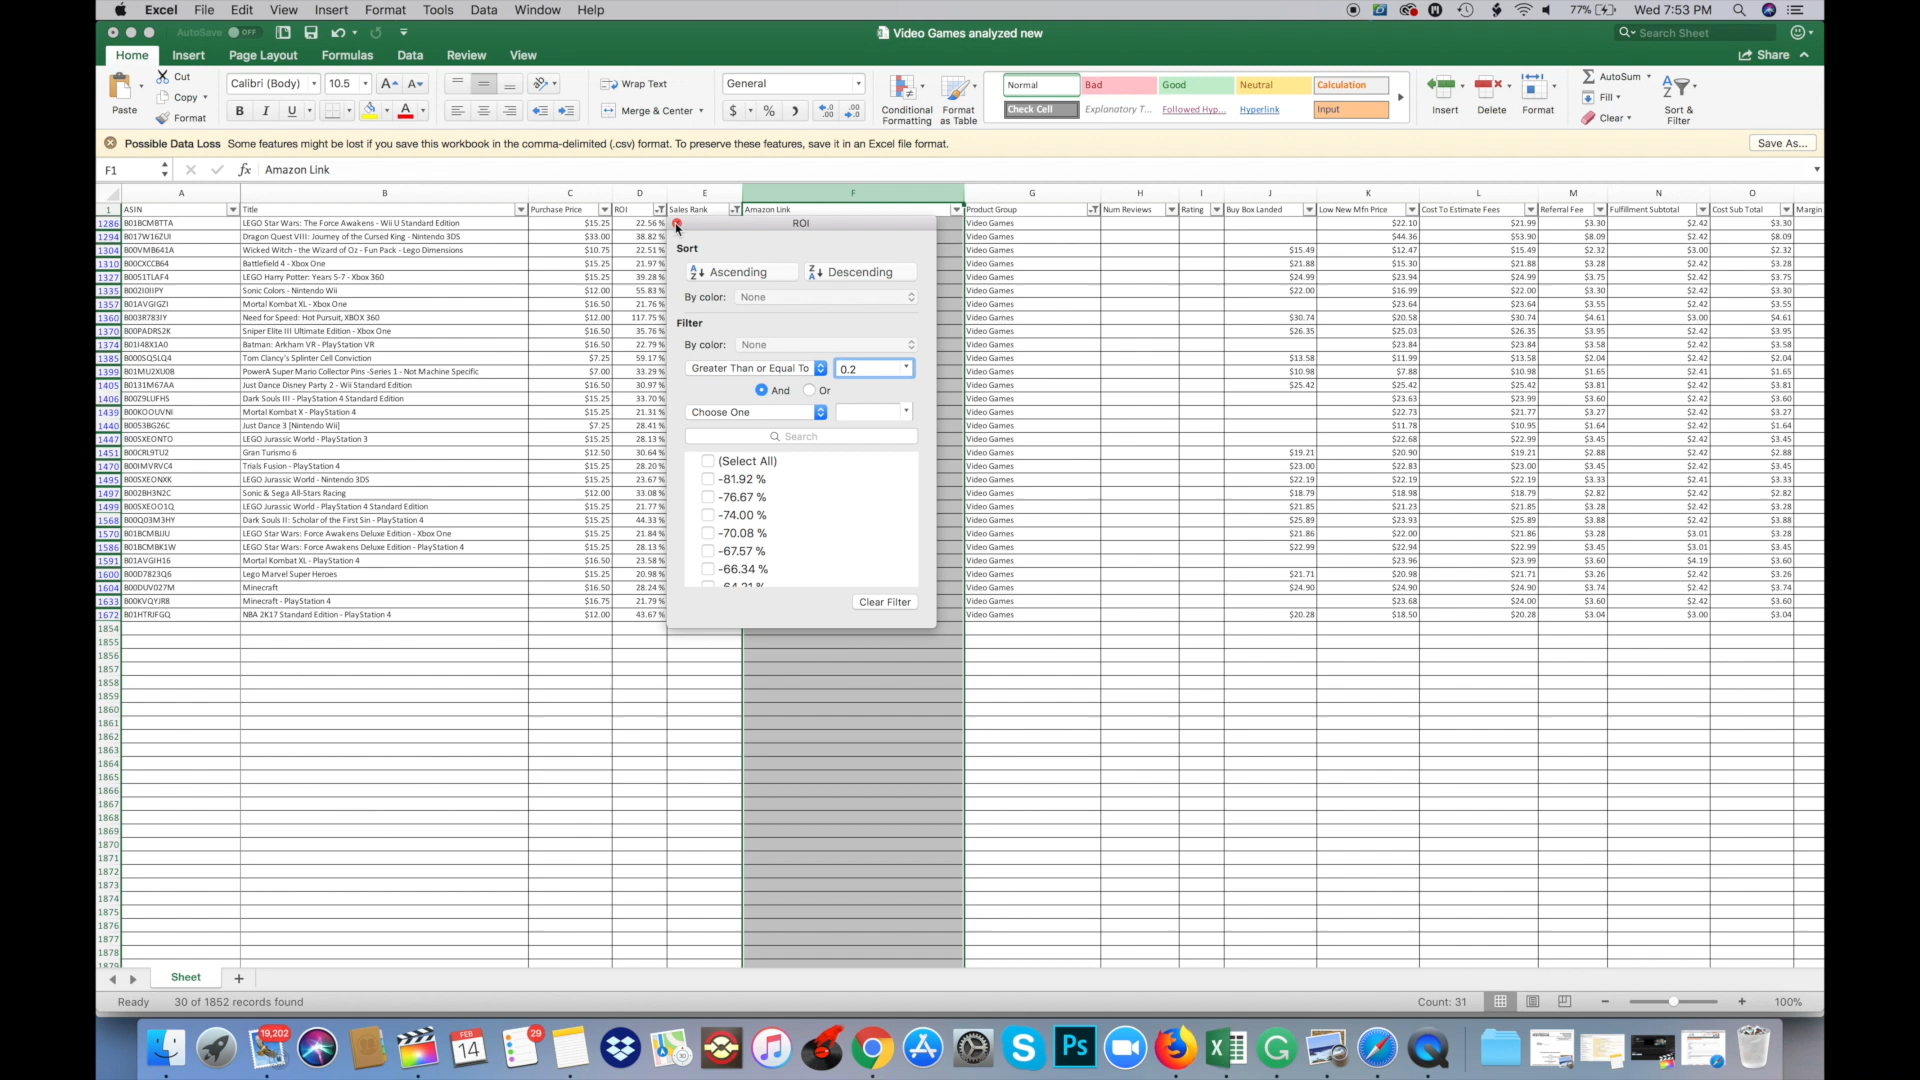 Excel File Edit View Insert Format Tools Data Window Help 77% Wed 7:53 PM
AutoSave OFF Video Games analyzed new Search Sheet
Home Insert Page Layout Formulas Data Review View Share
Paste Cut Copy Format Calibri (Body) 10.5 A A B I U A Wrap Text Merge & Center General $ % Conditional Formatting Format as Table Normal Bad Good Neutral Calculation Check Cell Explanatory T... Followed Hyp... Hyperlink Input Insert Delete Format AutoSum Fill Clear Sort & Filter
Possible Data Loss Some features might be lost if you save this workbook in the comma-delimited (.csv) format. To preserve these features, save it in an Excel file format. Save As...
F1 fx Amazon Link
A B C D E F G H I J K L M N O
1 ASIN Title Purchase Price ROI Sales Rank Amazon Link Product Group Num Reviews Rating Buy Box Landed Low New Mfn Price Cost To Estimate Fees Referral Fee Fulfillment Subtotal Cost Sub Total Margin
1286 B01BCMBTTA LEGO Star Wars: The Force Awakens - Wii U Standard Edition $15.25 22.56 % Video Games $22.10 $21.99 $3.30 $2.42 $3.30
1294 B017W16ZUI Dragon Quest VIII: Journey of the Cursed King - Nintendo 3DS $33.00 38.82 % Video Games $44.36 $53.90 $8.09 $2.42 $8.09
1304 B00VMB641A Wicked Witch - the Wizard of Oz - Fun Pack - Lego Dimensions $10.75 22.51 % Video Games $15.49 $12.47 $15.49 $2.32 $3.00 $2.32
1310 B00CXCCB64 Battlefield 4 - Xbox One $15.25 21.97 % Video Games $21.88 $15.30 $21.88 $3.28 $2.42 $3.28
1327 B0051TLAF4 LEGO Harry Potter: Years 5-7 - Xbox 360 $15.25 39.28 % Video Games $24.99 $23.94 $24.99 $3.75 $2.42 $3.75
1335 B002I0IIPY Sonic Colors - Nintendo Wii $12.00 55.83 % Video Games $22.00 $16.99 $22.00 $3.30 $2.42 $3.30
1357 B01AVGIGZI Mortal Kombat XL - Xbox One $16.50 21.76 % Video Games $23.64 $23.64 $3.55 $2.42 $3.55
1360 B003R783IY Need for Speed: Hot Pursuit, XBOX 360 $12.00 117.75 % Video Games $30.74 $20.58 $30.74 $4.61 $3.00 $4.61
1370 B00PADRS2K Sniper Elite III Ultimate Edition - Xbox One $16.50 35.76 % Video Games $26.35 $25.03 $26.35 $3.95 $2.42 $3.95
1374 B01I48X1A0 Batman: Arkham VR - PlayStation VR $16.50 22.79 % Video Games $23.84 $23.84 $3.58 $2.42 $3.58
1385 B000SQ5LQ4 Tom Clancy's Splinter Cell Conviction $7.25 59.17 % Video Games $13.58 $11.99 $13.58 $2.04 $2.42 $2.04
1399 B01MU2XU0B PowerA Super Mario Collector Pins -Series 1 - Not Machine Specific $7.00 33.29 % Video Games $10.98 $7.88 $10.98 $1.65 $2.41 $1.65
1405 B0131M67AA Just Dance Disney Party 2 - Wii Standard Edition $16.50 30.97 % Video Games $25.42 $25.42 $25.42 $3.81 $2.42 $3.81
1406 B00Z9LUFHS Dark Souls III - PlayStation 4 Standard Edition $15.25 33.70 % Video Games $23.63 $23.99 $3.60 $2.42 $3.60
1439 B00KOOUVNI Mortal Kombat X - PlayStation 4 $15.25 21.31 % Video Games $22.73 $21.77 $3.27 $2.42 $3.27
1440 B0053BG26C Just Dance 3 [Nintendo Wii] $7.25 28.41 % Video Games $11.78 $10.95 $1.64 $2.42 $1.64
1447 B00SXEONTO LEGO Jurassic World - PlayStation 3 $15.25 28.13 % Video Games $22.68 $22.99 $3.45 $2.42 $3.45
1451 B00CRL9TU2 Gran Turismo 6 $12.50 30.64 % Video Games $19.21 $20.90 $19.21 $2.88 $2.42 $2.88
1470 B00IMVRVC4 Trials Fusion - PlayStation 4 $15.25 28.20 % Video Games $23.00 $22.83 $23.00 $3.45 $2.42 $3.45
1495 B00SXEONXK LEGO Jurassic World - Nintendo 3DS $15.25 23.67 % Video Games $22.19 $22.19 $22.19 $3.33 $2.41 $3.33
1497 B002BH3N2C Sonic & Sega All-Stars Racing $12.00 33.08 % Video Games $18.79 $18.98 $18.79 $2.82 $2.42 $2.82
1499 B00SXEOO1Q LEGO Jurassic World - PlayStation 4 Standard Edition $15.25 21.77 % Video Games $21.85 $21.23 $21.85 $3.28 $2.42 $3.28
1568 B00Q03M3HY Dark Souls II: Scholar of the First Sin - PlayStation 4 $15.25 44.33 % Video Games $25.89 $23.93 $25.89 $3.88 $2.42 $3.88
1570 B01BCMBJJU LEGO Star Wars: Force Awakens Deluxe Edition - Xbox One $15.25 21.84 % Video Games $21.86 $22.00 $21.86 $3.28 $3.01 $3.28
1586 B01BCMBK1W LEGO Star Wars: Force Awakens Deluxe Edition - PlayStation 4 $15.25 28.13 % Video Games $22.99 $22.94 $22.99 $3.45 $3.01 $3.45
1591 B01AVGIH16 Mortal Kombat XL - PlayStation 4 $16.50 23.58 % Video Games $23.96 $23.99 $3.60 $4.19 $3.60
1600 B00D7823Q6 Lego Marvel Super Heroes $15.25 20.98 % Video Games $21.71 $20.98 $21.71 $3.26 $2.42 $3.26
1604 B00DUV027M Minecraft $16.50 28.24 % Video Games $24.90 $24.90 $24.90 $3.74 $2.42 $3.74
1633 B00KVQYJR8 Minecraft - PlayStation 4 $16.75 21.79 % Video Games $23.68 $24.00 $3.60 $2.42 $3.60
1672 B01HTRJFGQ NBA 2K17 Standard Edition - PlayStation 4 $12.00 43.67 % Video Games $20.28 $18.50 $20.28 $3.04 $3.00 $3.04
1854
1855
1856
1857
1858
1859
1860
1861
1862
1863
1864
1865
1866
1867
1868
1869
1870
1871
1872
1873
1874
1875
1876
1877
1878
1879
ROI
Sort
Ascending Descending
By color: None
Filter
By color: None
Greater Than or Equal To 0.2
And Or
Choose One
Search
(Select All)
-81.92 %
-76.67 %
-74.00 %
-70.08 %
-67.57 %
-66.34 %
-64.21 %
Clear Filter
Sheet +
Ready 30 of 1852 records found Count: 31 100%
19,202 FEB 14 29 Ps